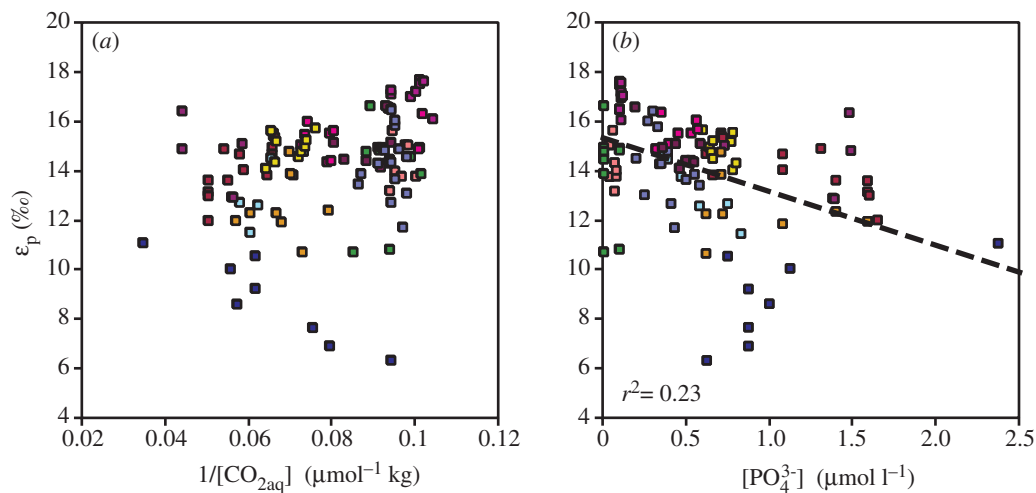 20
18
16
14
12
10
8
6
4
εp (‰)
(a)
0.02 0.04 0.06 0.08 0.10 0.12
1/[CO2aq] (μmol⁻¹ kg)
20
18
16
14
12
10
8
6
4
(b)
r² = 0.23
0 0.5 1.0 1.5 2.0 2.5
[PO₄³⁻] (μmol l⁻¹)